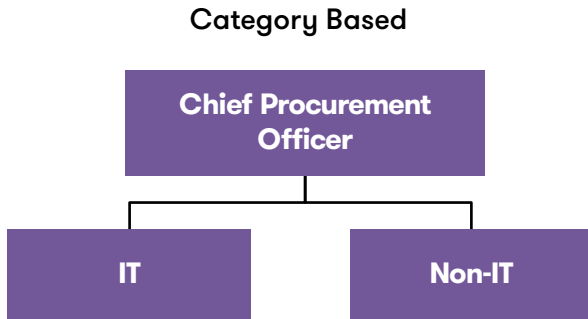 Category Based
Chief Procurement
Officer
IT
Non-IT